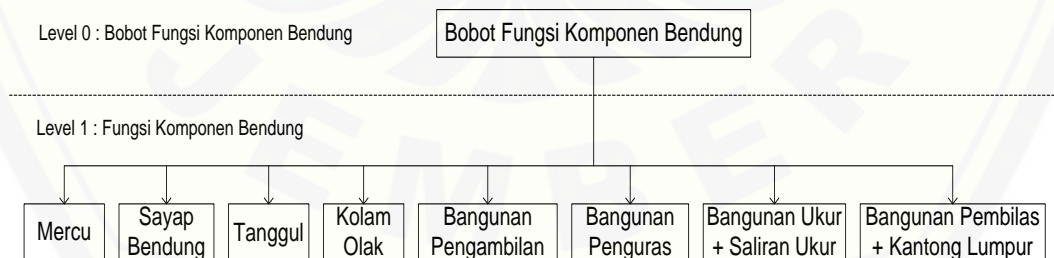 Level 0 : Bobot Fungsi Komponen Bendung
Bobot Fungsi Komponen Bendung
Level 1 : Fungsi Komponen Bendung
Mercu
Sayap
Bendung
Tanggul
Kolam
Olak
Bangunan
Pengambilan
Bangunan
Penguras
Bangunan Ukur
+ Saliran Ukur
Bangunan Pembilas
+ Kantong Lumpur
JEMBER